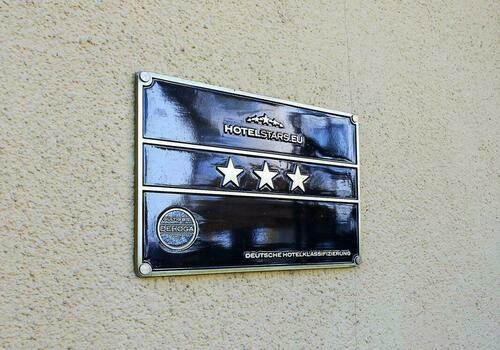 HOTELSTARS.EU
DEHOGA
DEUTSCHE HOTELKLASSIFIZIERUNG